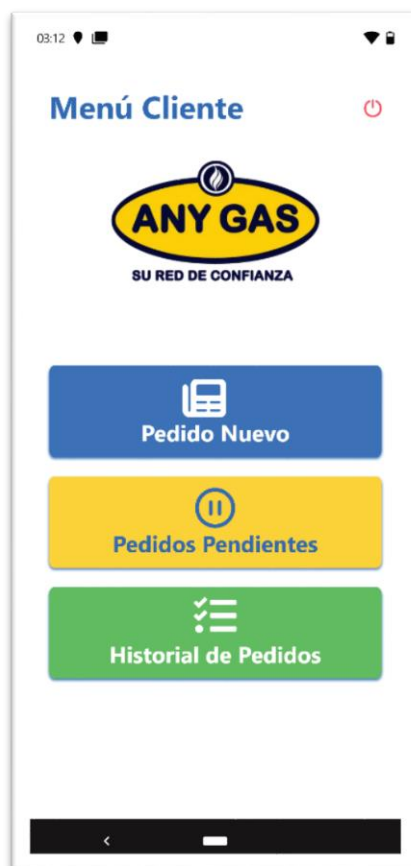 03:12
Menú Cliente
ANY GAS
SU RED DE CONFIANZA
Pedido Nuevo
Pedidos Pendientes
Historial de Pedidos